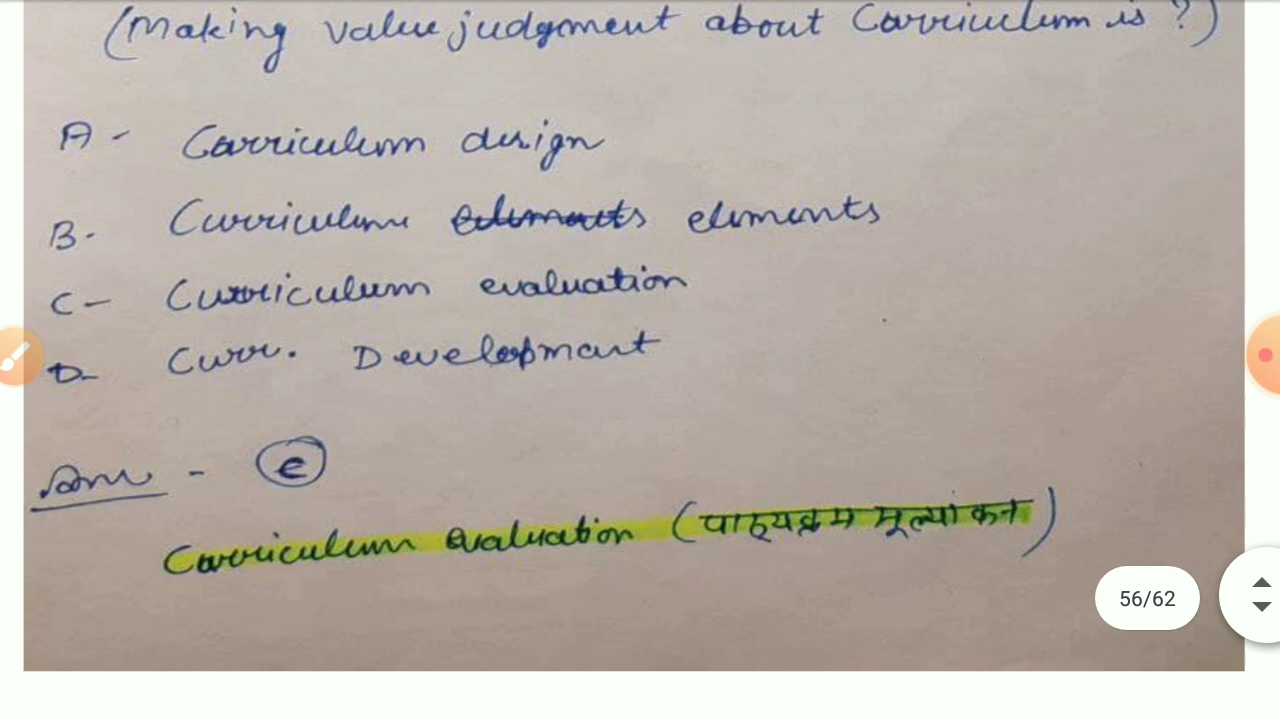 (Making value judgment about Curriculum is ?)
A - Curriculum design
B - Curriculum elements elements
C - Curriculum evaluation
D - Curr. Development
Ans - c
Curriculum evaluation (पाठ्यक्रम मूल्यांकन)
56/62